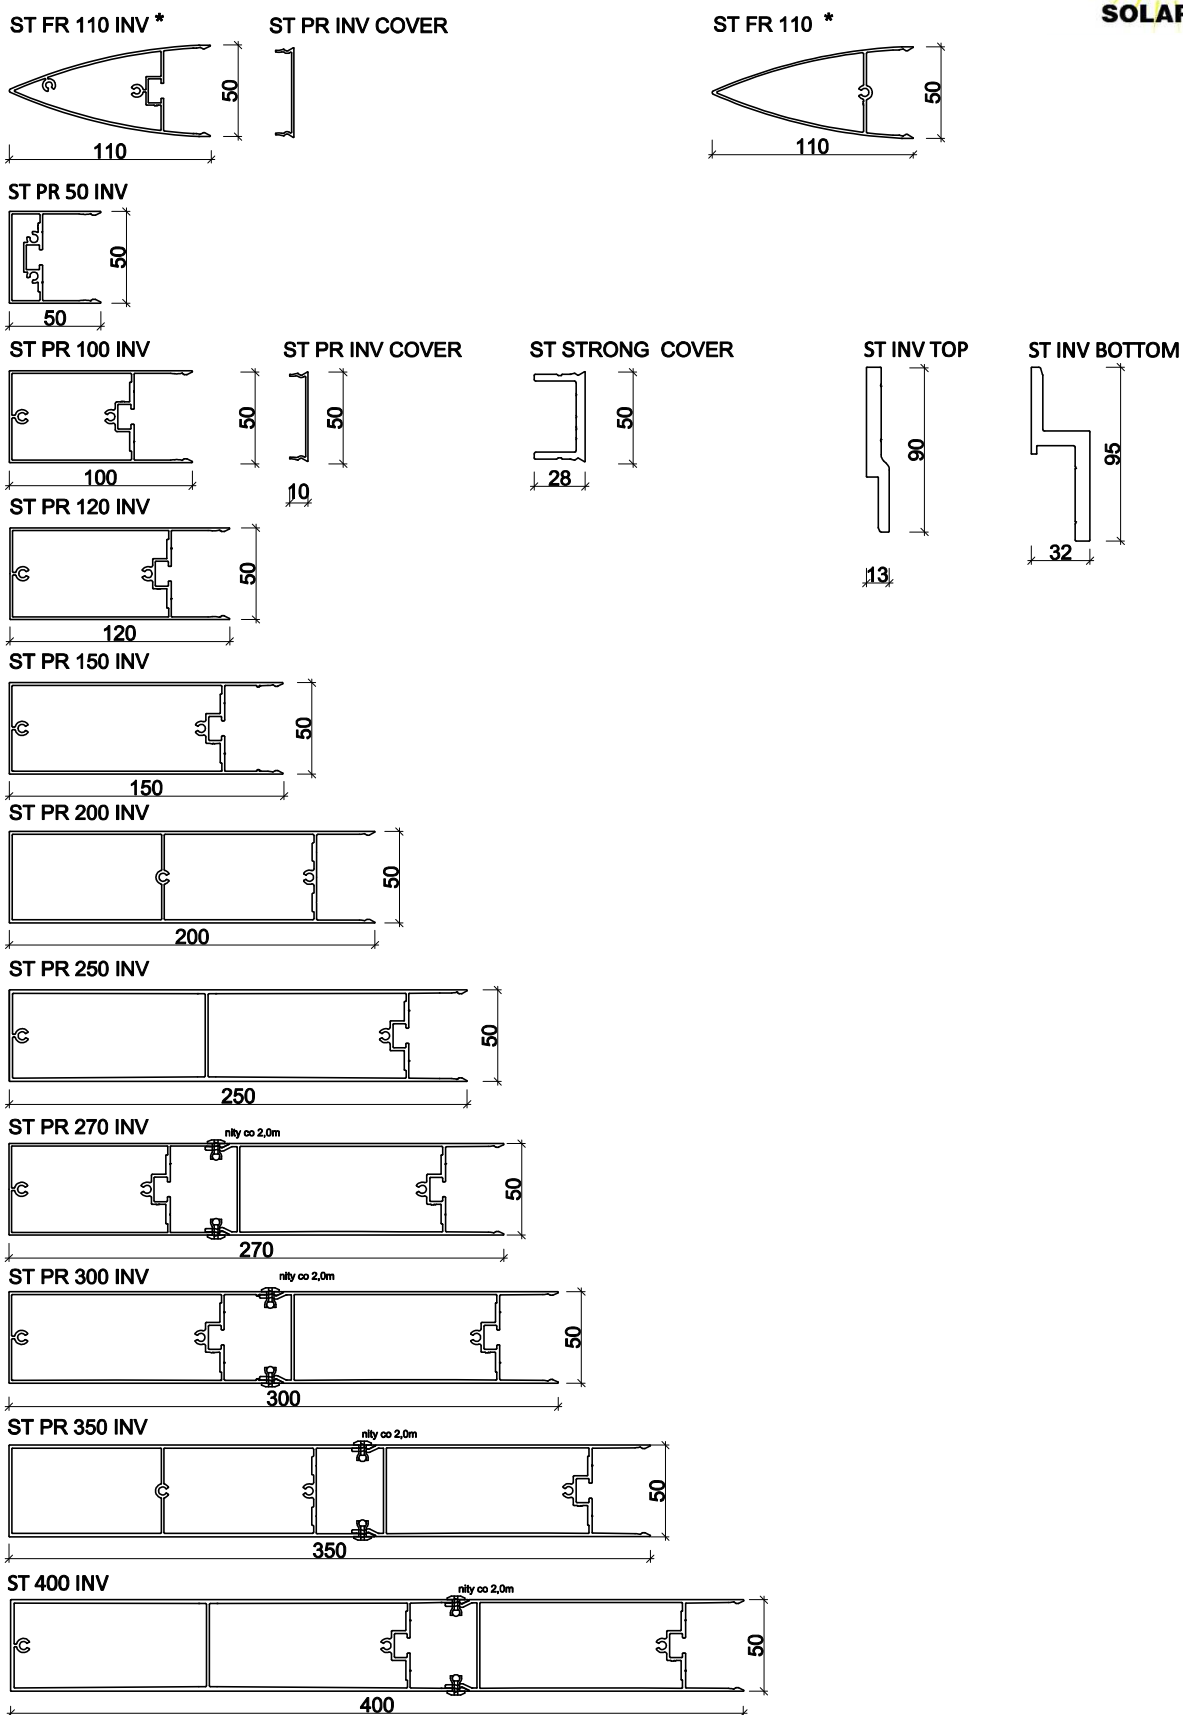 SOLAR
ST FR 110 INV * ST PR INV COVER ST FR 110 *
50 50
110 110
ST PR 50 INV
50
50
ST PR 100 INV ST PR INV COVER ST STRONG COVER ST INV TOP ST INV BOTTOM
50 50 50 90 95
100 10 28 13 32
ST PR 120 INV
50
120
ST PR 150 INV
50
150
ST PR 200 INV
50
200
ST PR 250 INV
50
250
ST PR 270 INV
nity co 2,0m
50
270
ST PR 300 INV
nity co 2,0m
50
300
ST PR 350 INV
nity co 2,0m
50
350
ST 400 INV
nity co 2,0m
50
400